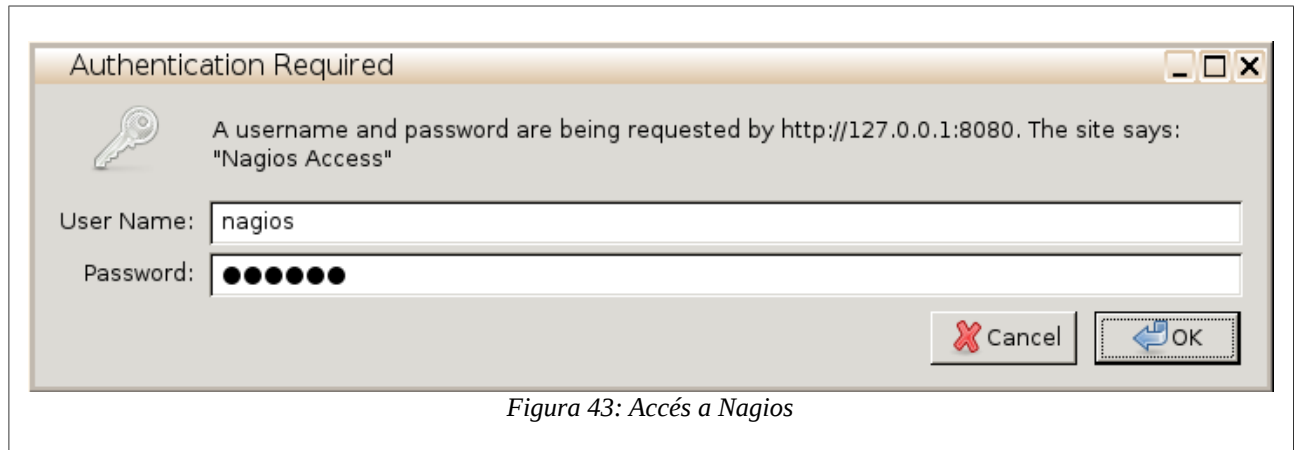 Authentication Required
A username and password are being requested by http://127.0.0.1:8080. The site says:
"Nagios Access"
User Name: nagios
Password: ●●●●●●
Cancel OK
Figura 43: Accés a Nagios